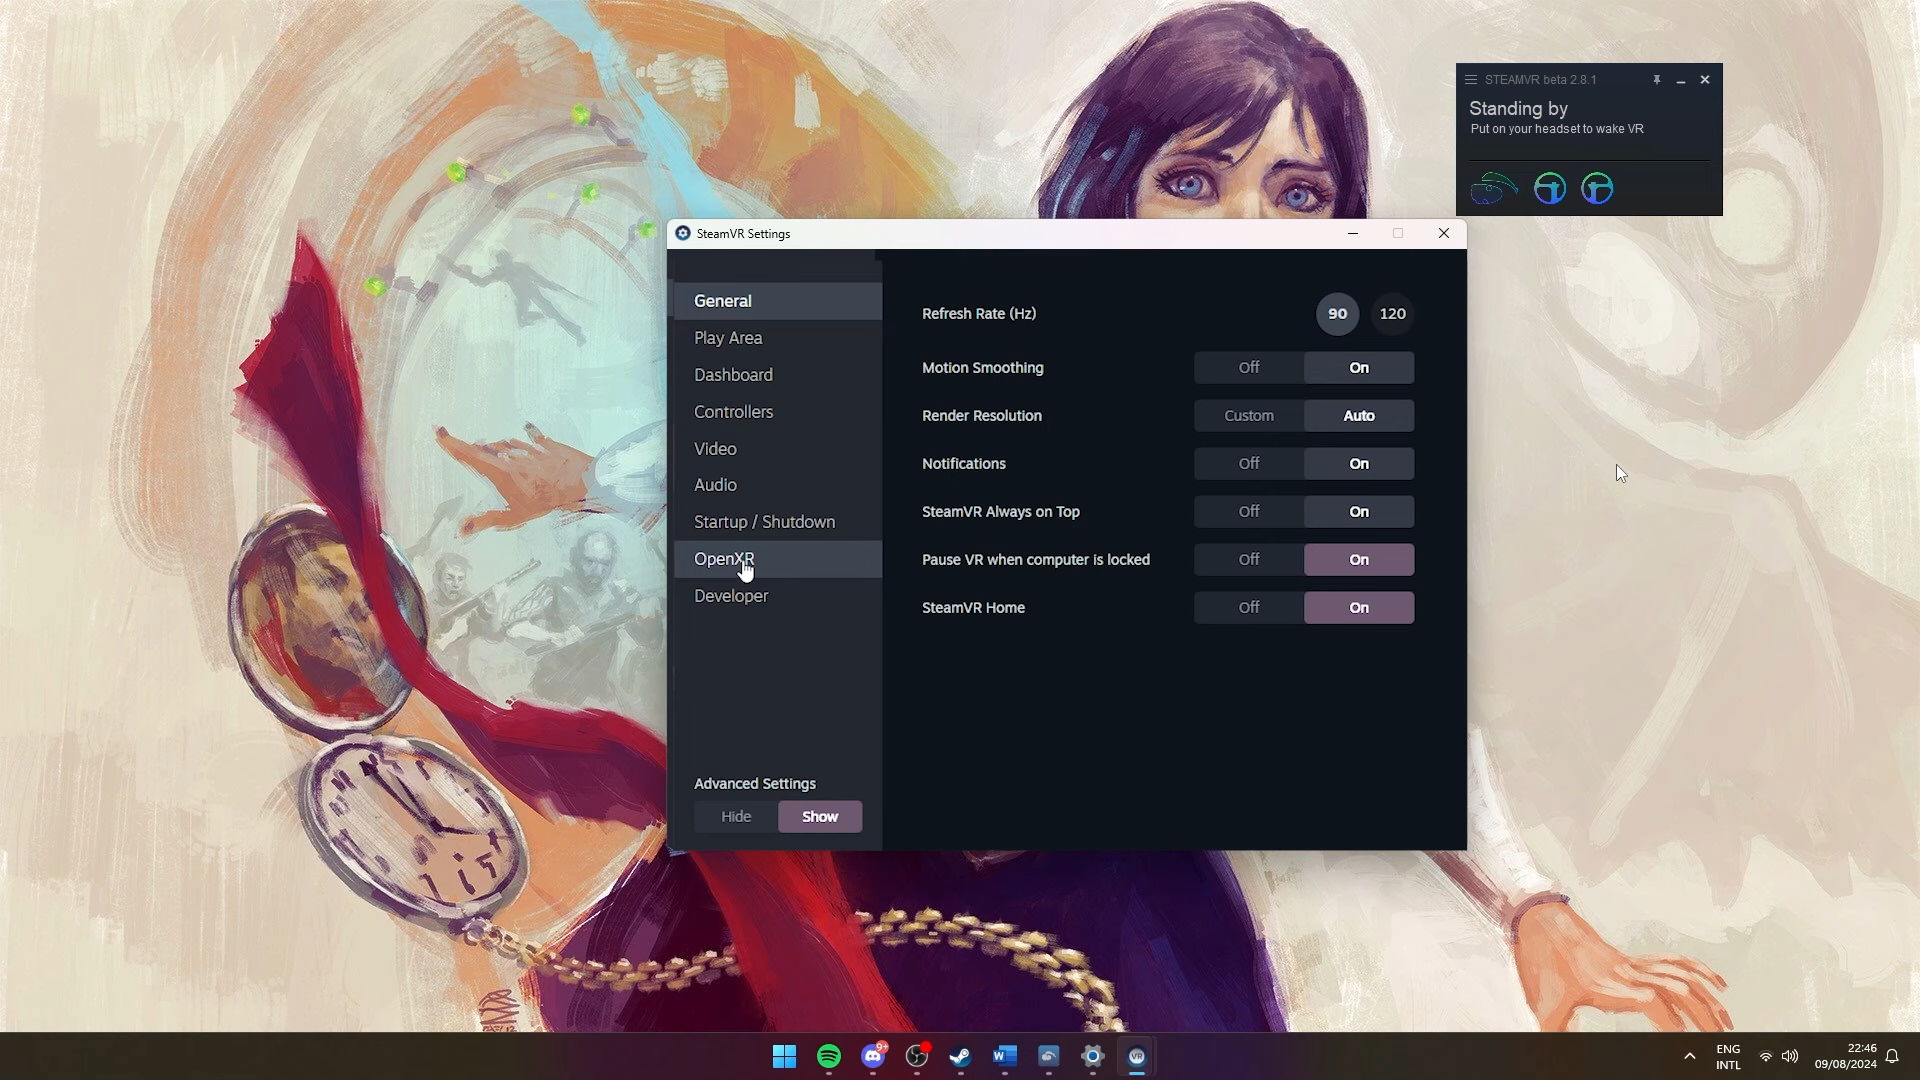 STEAMVR beta 2.8.1
Standing by
Put on your headset to wake VR
SteamVR Settings
General
Play Area
Dashboard
Controllers
Video
Audio
Startup / Shutdown
OpenXR
Developer
Advanced Settings
Hide Show
Refresh Rate (Hz) 90 120
Motion Smoothing Off On
Render Resolution Custom Auto
Notifications Off On
SteamVR Always on Top Off On
Pause VR when computer is locked Off On
SteamVR Home Off On
9+
W
VR
ENG
INTL
22:46
09/08/2024